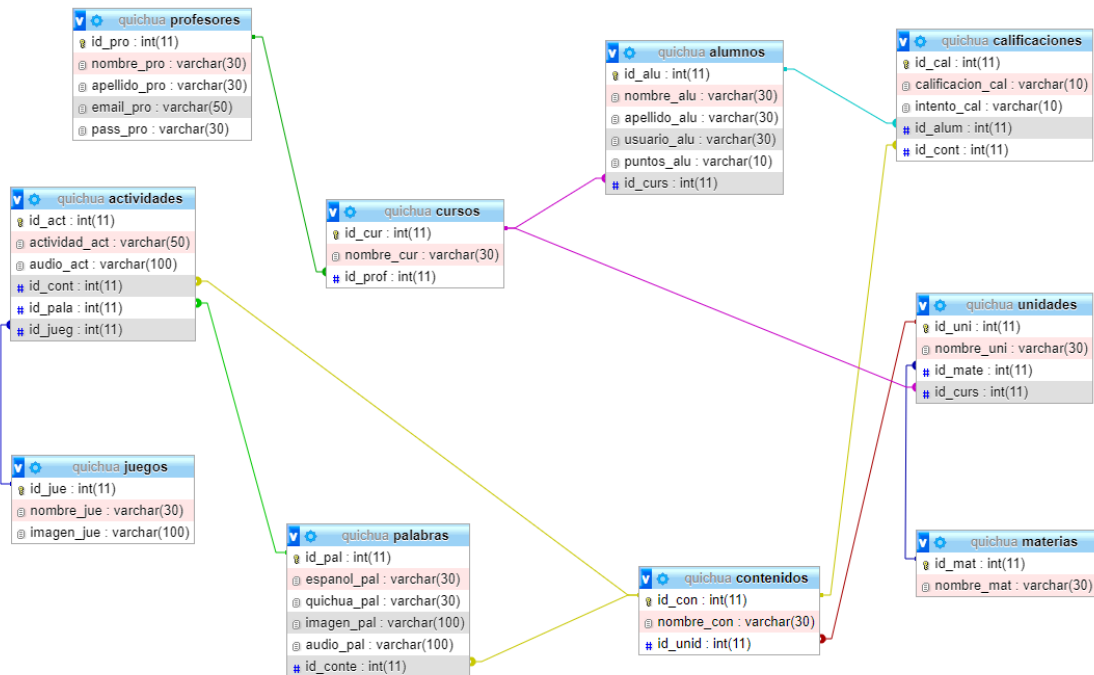 quichua profesores
id_pro : int(11)
nombre_pro : varchar(30)
apellido_pro : varchar(30)
email_pro : varchar(50)
pass_pro : varchar(30)
quichua alumnos
id_alu : int(11)
nombre_alu : varchar(30)
apellido_alu : varchar(30)
usuario_alu : varchar(30)
puntos_alu : varchar(10)
id_curs : int(11)
quichua calificaciones
id_cal : int(11)
calificacion_cal : varchar(10)
intento_cal : varchar(10)
id_alum : int(11)
id_cont : int(11)
quichua actividades
id_act : int(11)
actividad_act : varchar(50)
audio_act : varchar(100)
id_cont : int(11)
id_pala : int(11)
id_jueg : int(11)
quichua cursos
id_cur : int(11)
nombre_cur : varchar(30)
id_prof : int(11)
quichua unidades
id_uni : int(11)
nombre_uni : varchar(30)
id_mate : int(11)
id_curs : int(11)
quichua juegos
id_jue : int(11)
nombre_jue : varchar(30)
imagen_jue : varchar(100)
quichua palabras
id_pal : int(11)
espanol_pal : varchar(30)
quichua_pal : varchar(30)
imagen_pal : varchar(100)
audio_pal : varchar(100)
id_conte : int(11)
quichua contenidos
id_con : int(11)
nombre_con : varchar(30)
id_unid : int(11)
quichua materias
id_mat : int(11)
nombre_mat : varchar(30)